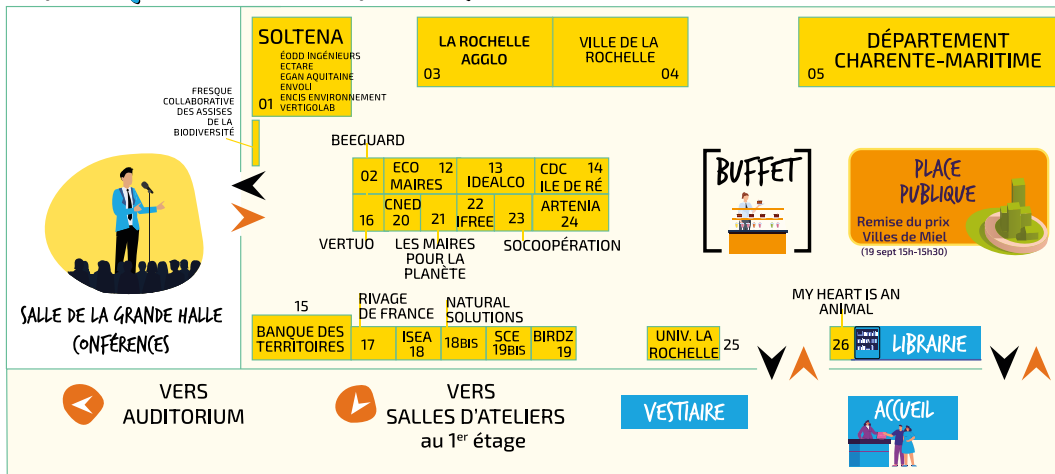 SOLTENA
ÉODD INGÉNIEURS
ECTARE
EGAN AQUITAINE
ENVOLI
ENCIS ENVIRONNEMENT
VERTIGOLAB
01
LA ROCHELLE
AGGLO
03
VILLE DE LA
ROCHELLE
04
DÉPARTEMENT
CHARENTE-MARITIME
05
FRESQUE
COLLABORATIVE
DES ASSISES
DE LA
BIODIVERSITÉ
BEEGUARD
02
ECO 12
MAIRES
13
IDEALCO
CDC 14
ILE DE RÉ
16
CNED
20
21
22
IFREE
23
ARTENÍA
24
VERTUO
LES MAIRES
POUR LA
PLANÈTE
SOCOOPÉRATION
BUFFET
PLACE
PUBLIQUE
Remise du prix
Villes de Miel
(19 sept 15h-15h30)
SALLE DE LA GRANDE HALLE
CONFÉRENCES
15
BANQUE DES
TERRITOIRES
RIVAGE
DE FRANCE
17
ISEA
18
NATURAL
SOLUTIONS
18BIS
SCE
19BIS
BIRDZ
19
UNIV. LA
ROCHELLE
25
MY HEART IS AN
ANIMAL
26
LIBRAIRIE
VERS
AUDITORIUM
VERS
SALLES D'ATELIERS
au 1er étage
VESTIAIRE
ACCUEIL